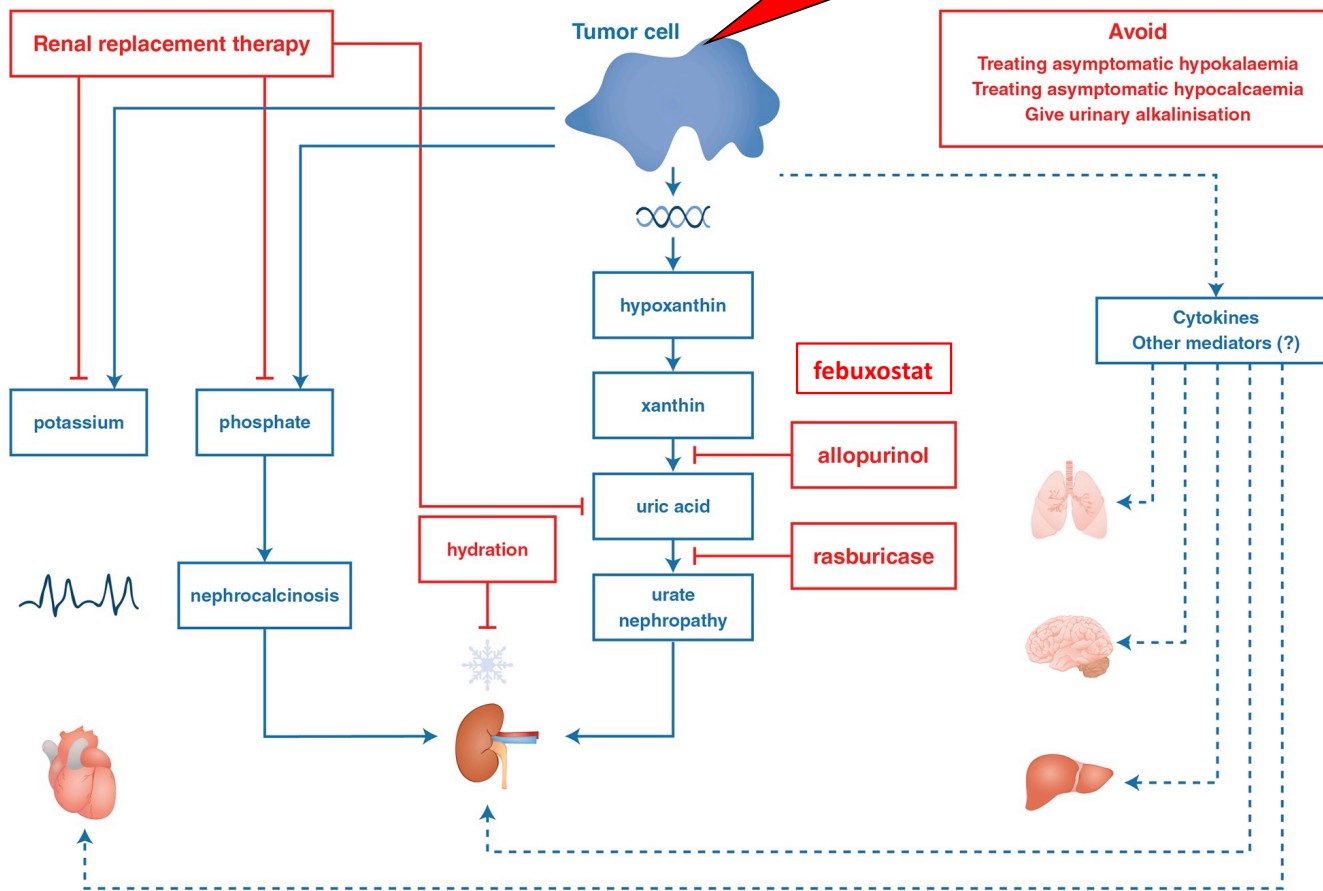 Renal replacement therapy
Tumor cell
Avoid
Treating asymptomatic hypokalaemia
Treating asymptomatic hypocalcaemia
Give urinary alkalinisation
hypoxanthin
Cytokines
Other mediators (?)
febuxostat
xanthin
potassium
phosphate
allopurinol
uric acid
hydration
rasburicase
nephrocalcinosis
urate
nephropathy